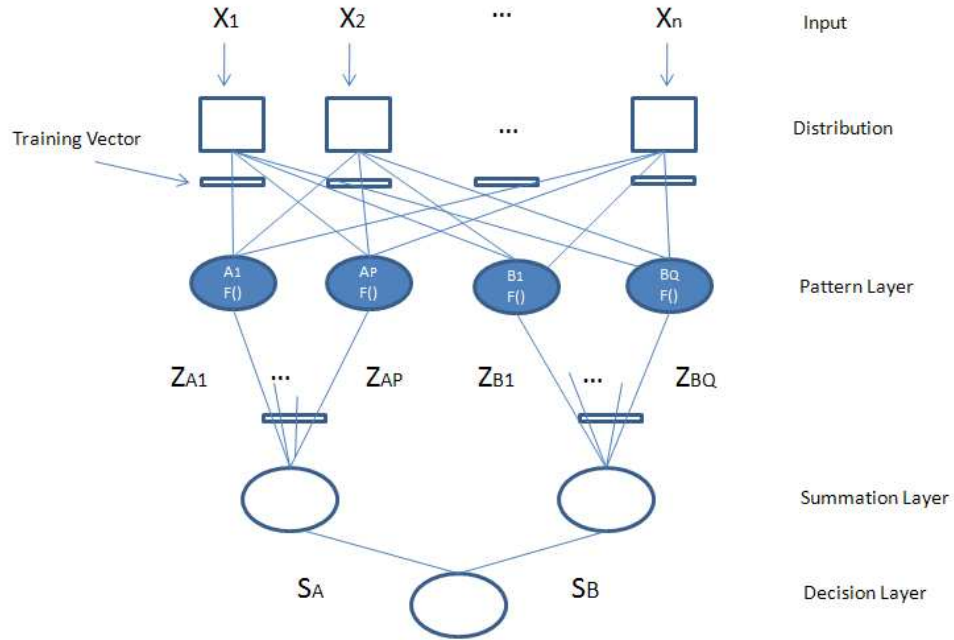 X1 X2 ... Xn Input
Training Vector ... Distribution
A1 AP B1 BQ
F() F() F() F() Pattern Layer
ZA1 ... ZAP ZB1 ... ZBQ
Summation Layer
SA SB Decision Layer